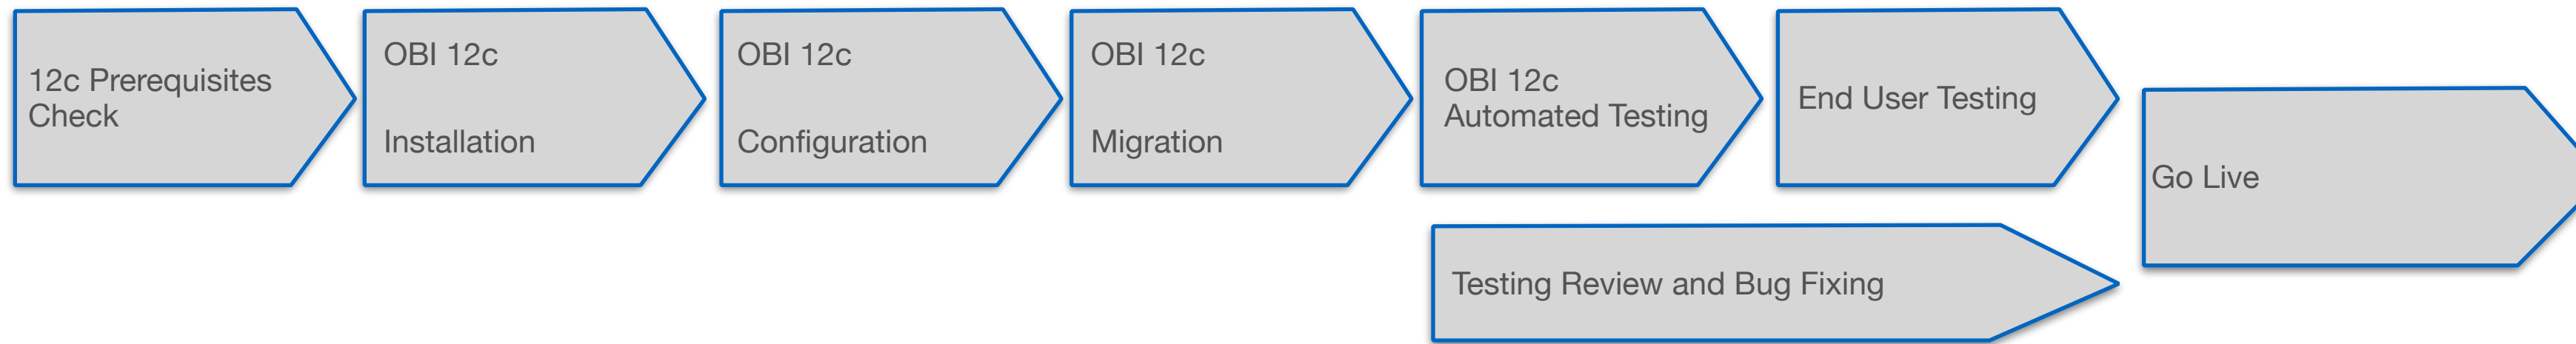 12c Prerequisites
Check
OBI 12c
Installation
OBI 12c
Configuration
OBI 12c
Migration
OBI 12c
Automated Testing
End User Testing
Go Live
Testing Review and Bug Fixing